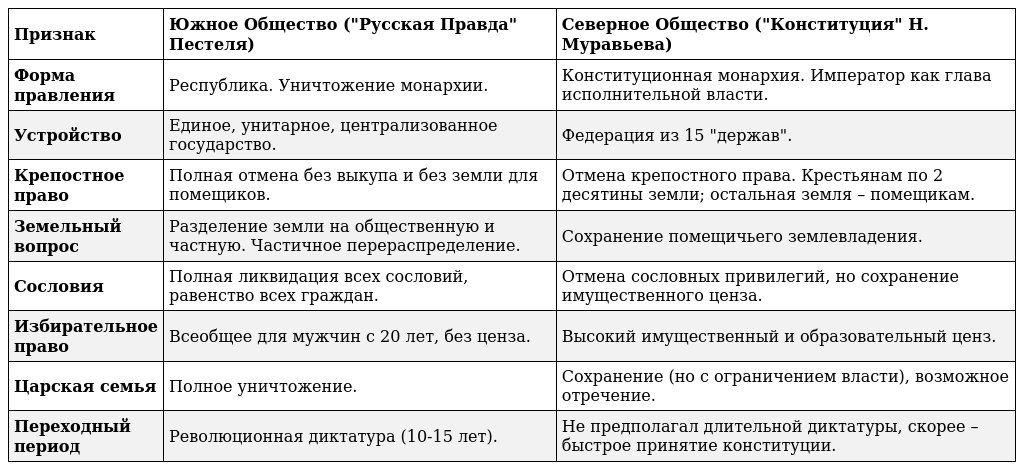 Признак
Южное Общество ("Русская Правда"
Пестеля)
Северное Общество ("Конституция" Н.
Муравьева)
Форма
правления
Республика. Уничтожение монархии.
Конституционная монархия. Император как глава
исполнительной власти.
Устройство
Единое, унитарное, централизованное
государство.
Федерация из 15 "держав".
Крепостное
право
Полная отмена без выкупа и без земли для
помещиков.
Отмена крепостного права. Крестьянам по 2
десятины земли; остальная земля – помещикам.
Земельный
вопрос
Разделение земли на общественную и
частную. Частичное перераспределение.
Сохранение помещичьего землевладения.
Сословия
Полная ликвидация всех сословий,
равенство всех граждан.
Отмена сословных привилегий, но сохранение
имущественного ценза.
Избирательное
право
Всеобщее для мужчин с 20 лет, без ценза.
Высокий имущественный и образовательный ценз.
Царская семья
Полное уничтожение.
Сохранение (но с ограничением власти), возможное
отречение.
Переходный
период
Революционная диктатура (10-15 лет).
Не предполагал длительной диктатуры, скорее –
быстрое принятие конституции.